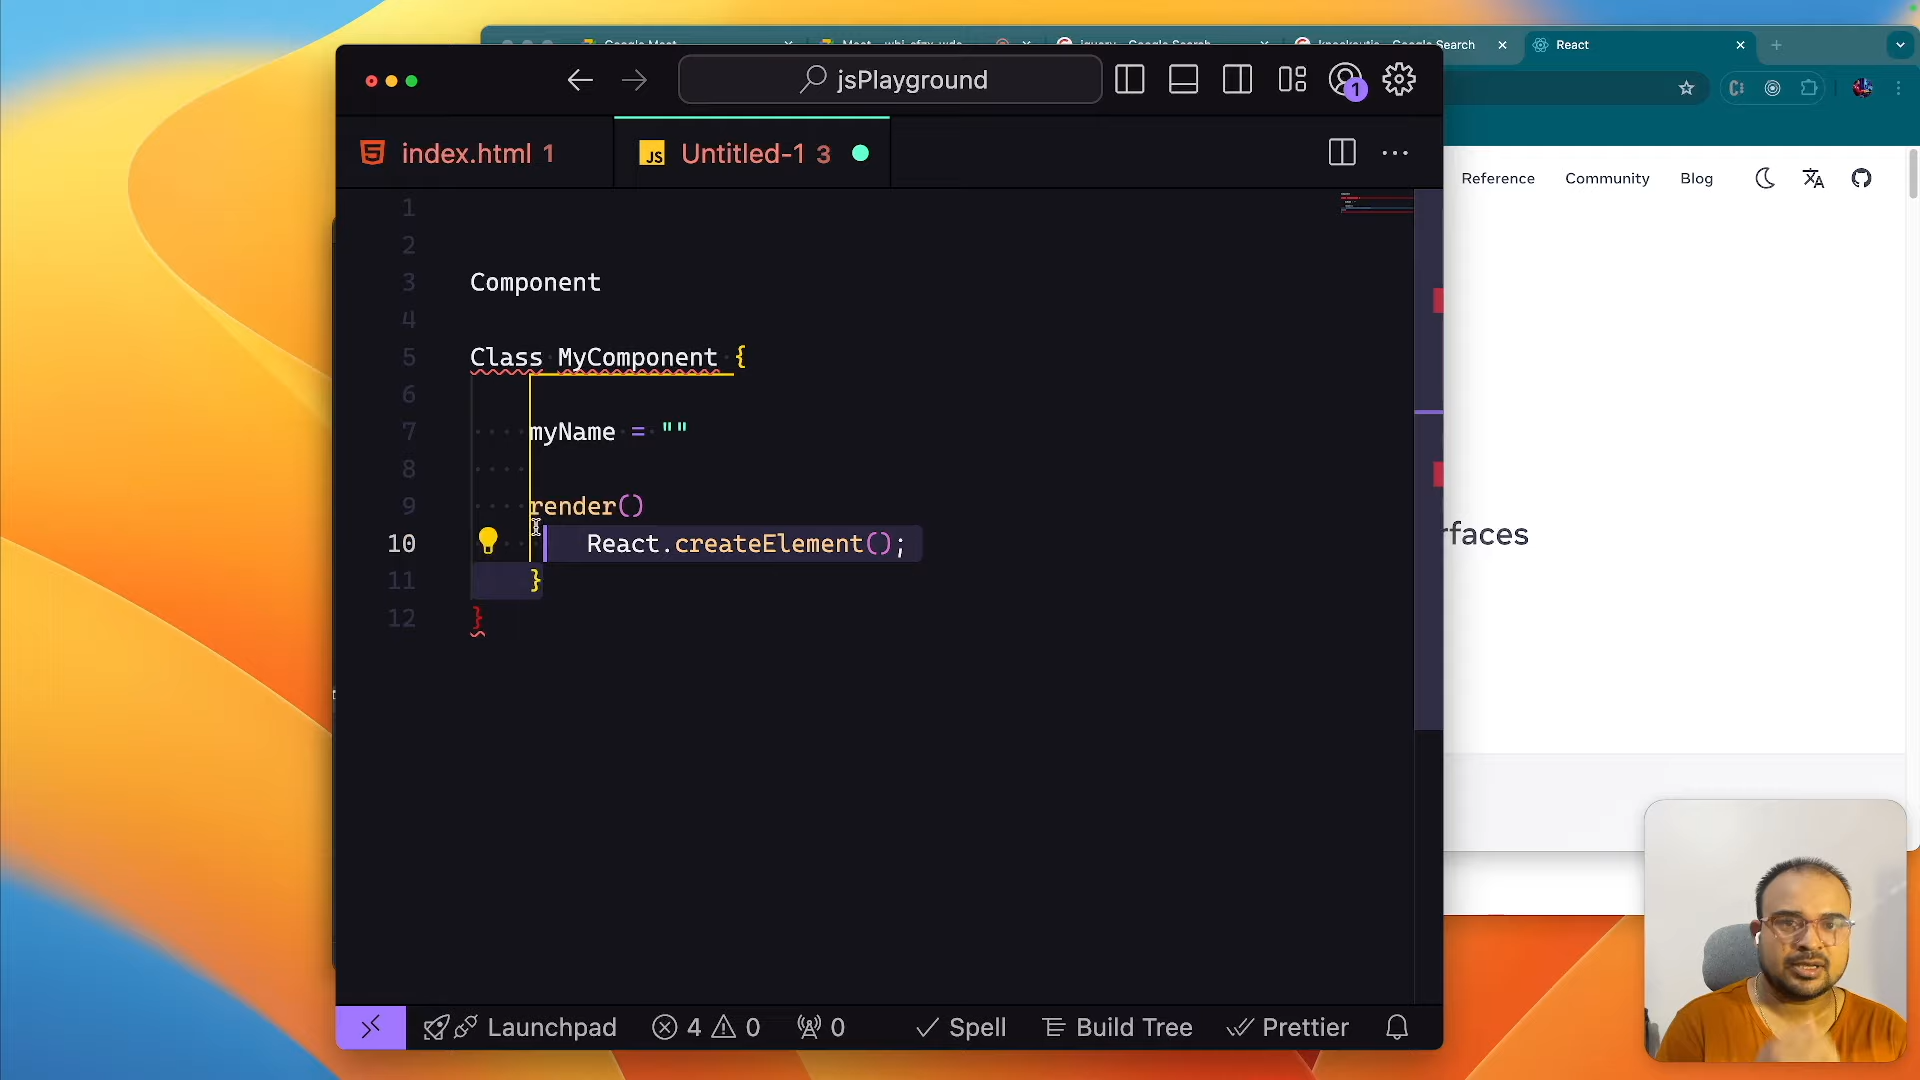 React
jsPlayground
1
index.html 1
JS Untitled-1 3
Reference
Community
Blog
1
2
3 Component
4
5 Class MyComponent {
6
7 myName = ""
8
9 render()
10 React.createElement();
11 }
12 }
rfaces
Launchpad
4
0
0
Spell
Build Tree
Prettier